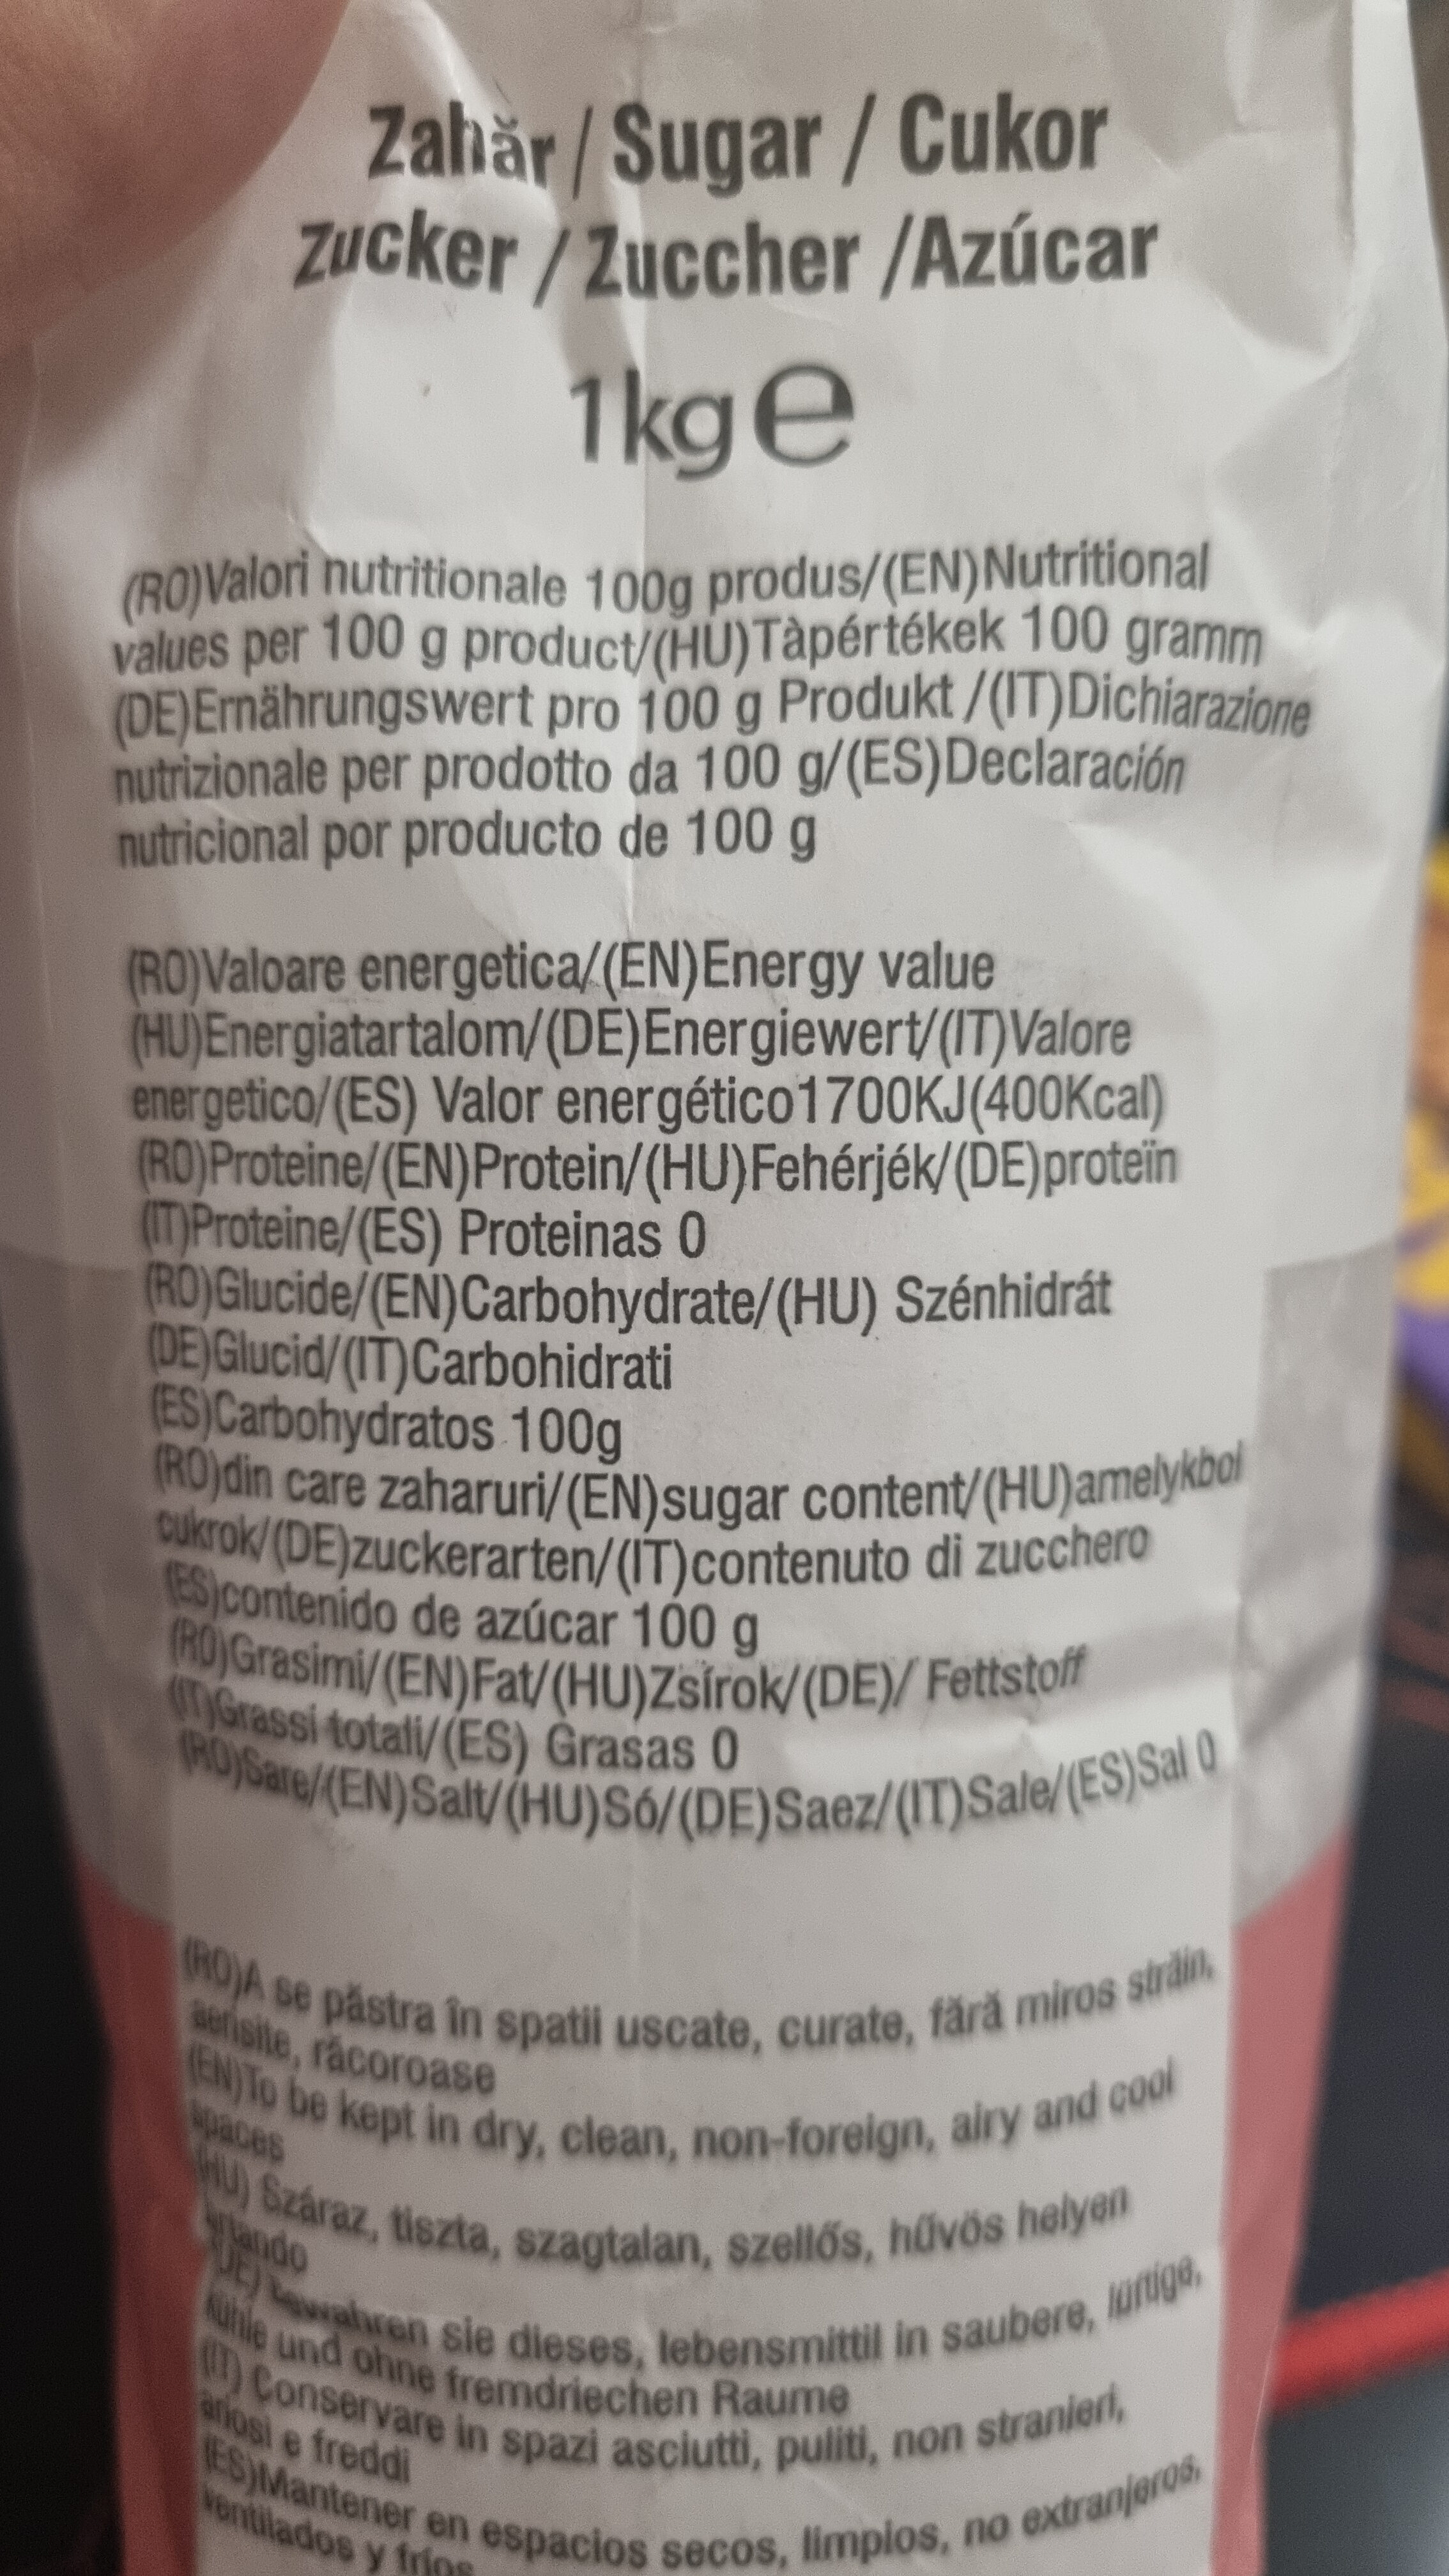 Zahăr / Sugar / Cukor
Zucker / Zuccher /Azúcar
1kg e
(RO)Valori nutritionale 100g produs/(EN)Nutritional
values per 100 g product/(HU)Tàpértékek 100 gramm
(DE)Ernährungswert pro 100 g Produkt /(IT)Dichiarazione
nutrizionale per prodotto da 100 g/(ES)Declaración
nutricional por producto de 100 g
(RO)Valoare energetica/(EN)Energy value
(HU)Energiatartalom/(DE)Energiewert/(IT)Valore
energetico/(ES) Valor energético1700KJ(400Kcal)
(RO)Proteine/(EN)Protein/(HU)Fehérjék/(DE)proteïn
(IT)Proteine/(ES) Proteinas 0
(RO)Glucide/(EN)Carbohydrate/(HU) Szénhidrát
(DE)Glucid/(IT)Carbohidrati
(ES)Carbohydratos 100g
(RO)din care zaharuri/(EN)sugar content/(HU)amelykbol
cukrok/(DE)zuckerarten/(IT)contenuto di zucchero
(ES)contenido de azúcar 100 g
(RO)Grasimi/(EN)Fat/(HU)Zsírok/(DE)/ Fettstoff
(IT)Grassi totali/(ES) Grasas 0
(RO)Sare/(EN)Salt/(HU)Só/(DE)Saez/(IT)Sale/(ES)Sal 0
(RO)A se păstra în spatii uscate, curate, fără miros străin,
aerisite, răcoroase
(EN)To be kept in dry, clean, non-foreign, airy and cool
spaces
(HU) Száraz, tiszta, szagtalan, szellős, hűvös helyen
(DE) bewahren sie dieses, lebensmittil in saubere, lüftige,
kühle und ohne fremdriechen Raume
(IT) Conservare in spazi asciutti, puliti, non stranieri,
ariosi e freddi
(ES)Mantener en espacios secos, limpios, no extranjeros,
ventilados y fríos